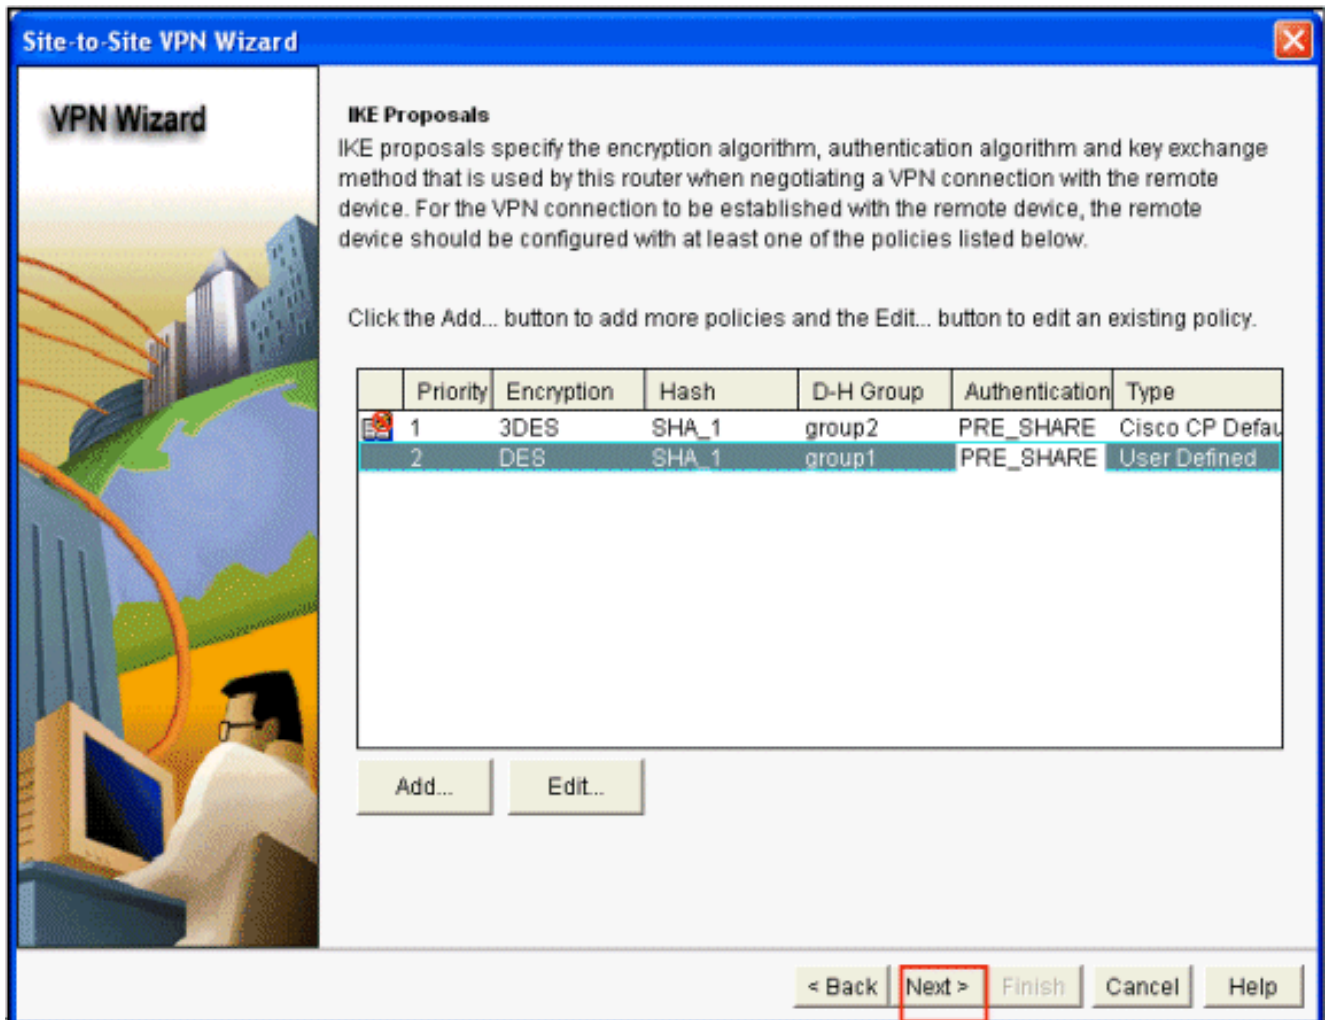 Site-to-Site VPN Wizard
VPN Wizard
IKE Proposals
IKE proposals specify the encryption algorithm, authentication algorithm and key exchange
method that is used by this router when negotiating a VPN connection with the remote
device. For the VPN connection to be established with the remote device, the remote
device should be configured with at least one of the policies listed below.
Click the Add... button to add more policies and the Edit... button to edit an existing policy.
Priority Encryption Hash D-H Group Authentication Type
1 3DES SHA_1 group2 PRE_SHARE Cisco CP Defau
2 DES SHA_1 group1 PRE_SHARE User Defined
Add... Edit...
< Back Next > Finish Cancel Help